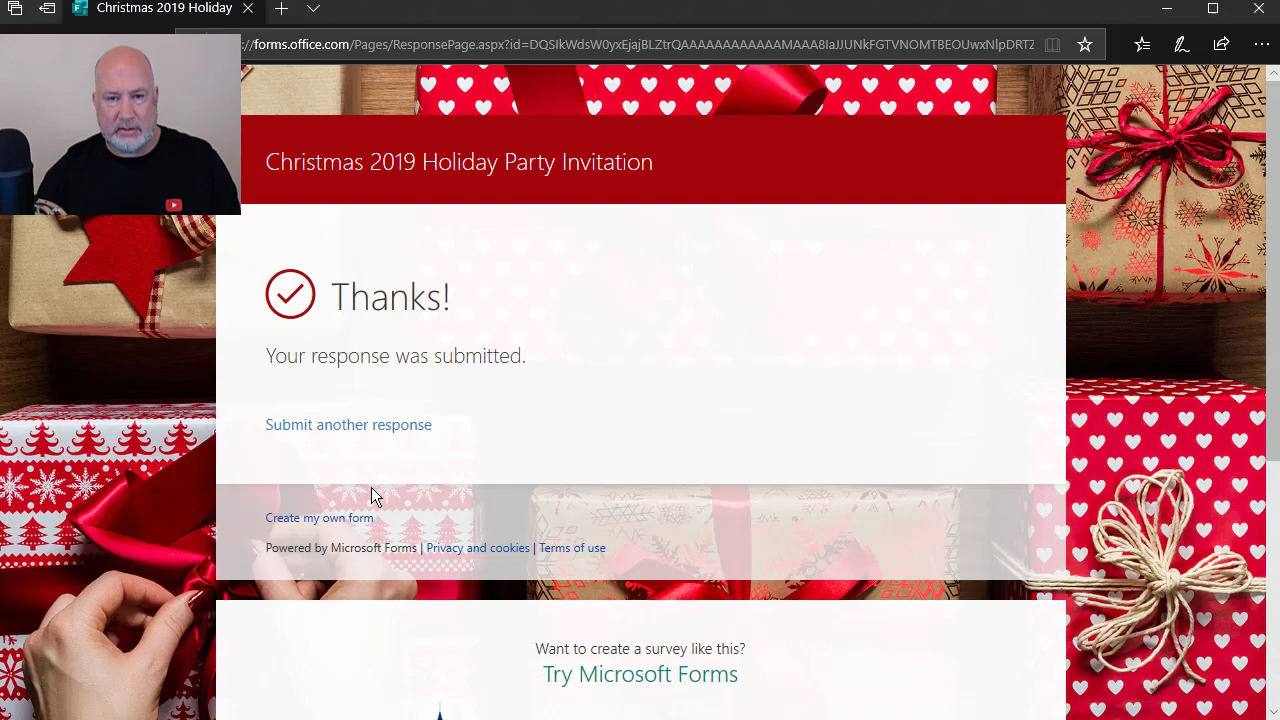 Christmas 2019 Holiday
://forms.office.com/Pages/ResponsePage.aspx?id=DQSIkWdsW0yxEjajBLZtrQAAAAAAAAAAAAMAAA8IaJJUNkFGTVNOMTBEOUwxNlpDRTZ
Christmas 2019 Holiday Party Invitation
Thanks!
Your response was submitted.
Submit another response
Create my own form
Powered by Microsoft Forms | Privacy and cookies | Terms of use
Want to create a survey like this?
Try Microsoft Forms